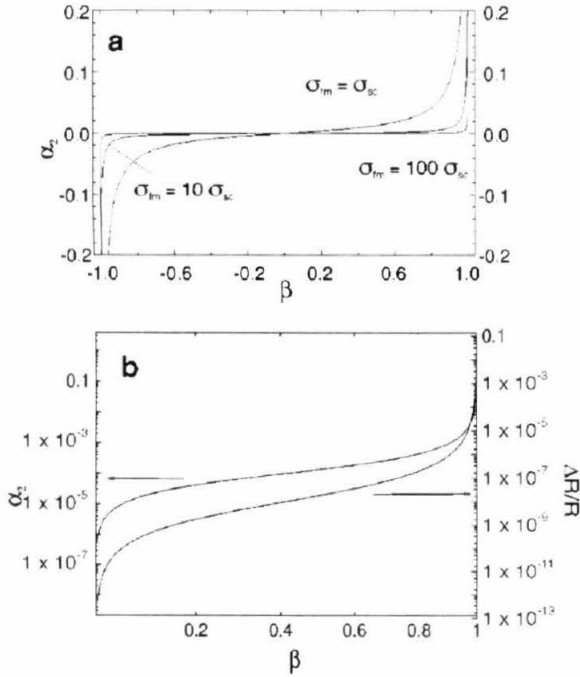 a
0.2
0.1
0.0
-0.1
-0.2
α₂
0.2
0.1
0.0
-0.1
-0.2
σfm = σsc
σfm = 10 σsc
σfm = 100 σsc
-1.0 -0.6 -0.2 0.2 0.6 1.0
β
b
0.1
1 x 10⁻³
1 x 10⁻⁵
1 x 10⁻⁷
α₂
0.1
1 x 10⁻³
1 x 10⁻⁵
1 x 10⁻⁷
1 x 10⁻⁹
1 x 10⁻¹¹
1 x 10⁻¹³
ΔR/R
0.2 0.4 0.6 0.8 1
β